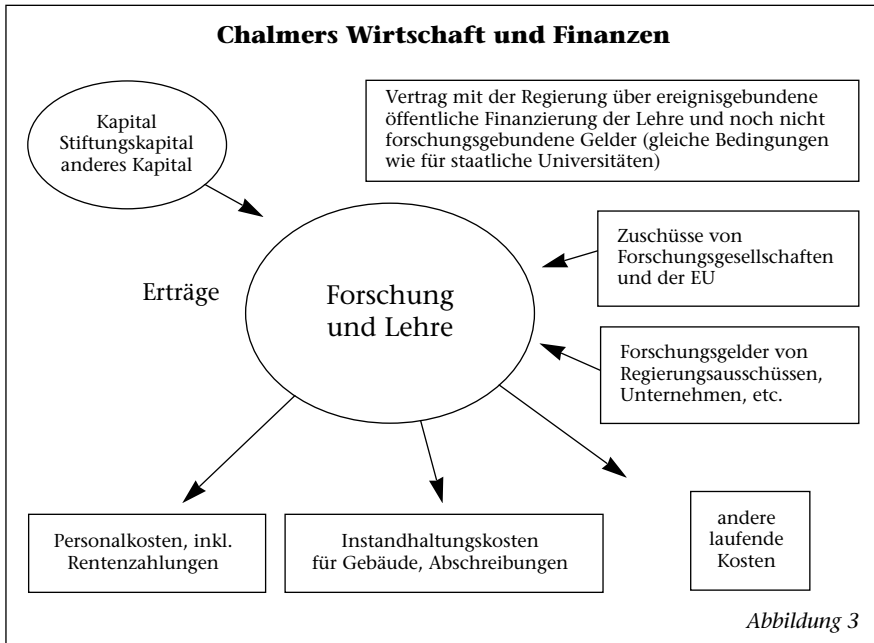 Chalmers Wirtschaft und Finanzen
Kapital
Stiftungskapital
anderes Kapital
Vertrag mit der Regierung über ereignisgebundene
öffentliche Finanzierung der Lehre und noch nicht
forschungsgebundene Gelder (gleiche Bedingungen
wie für staatliche Universitäten)
Zuschüsse von
Forschungsgesellschaften
und der EU
Erträge
Forschung
und Lehre
Forschungsgelder von
Regierungsausschüssen,
Unternehmen, etc.
Personalkosten, inkl.
Rentenzahlungen
Instandhaltungskosten
für Gebäude, Abschreibungen
andere
laufende
Kosten
Abbildung 3